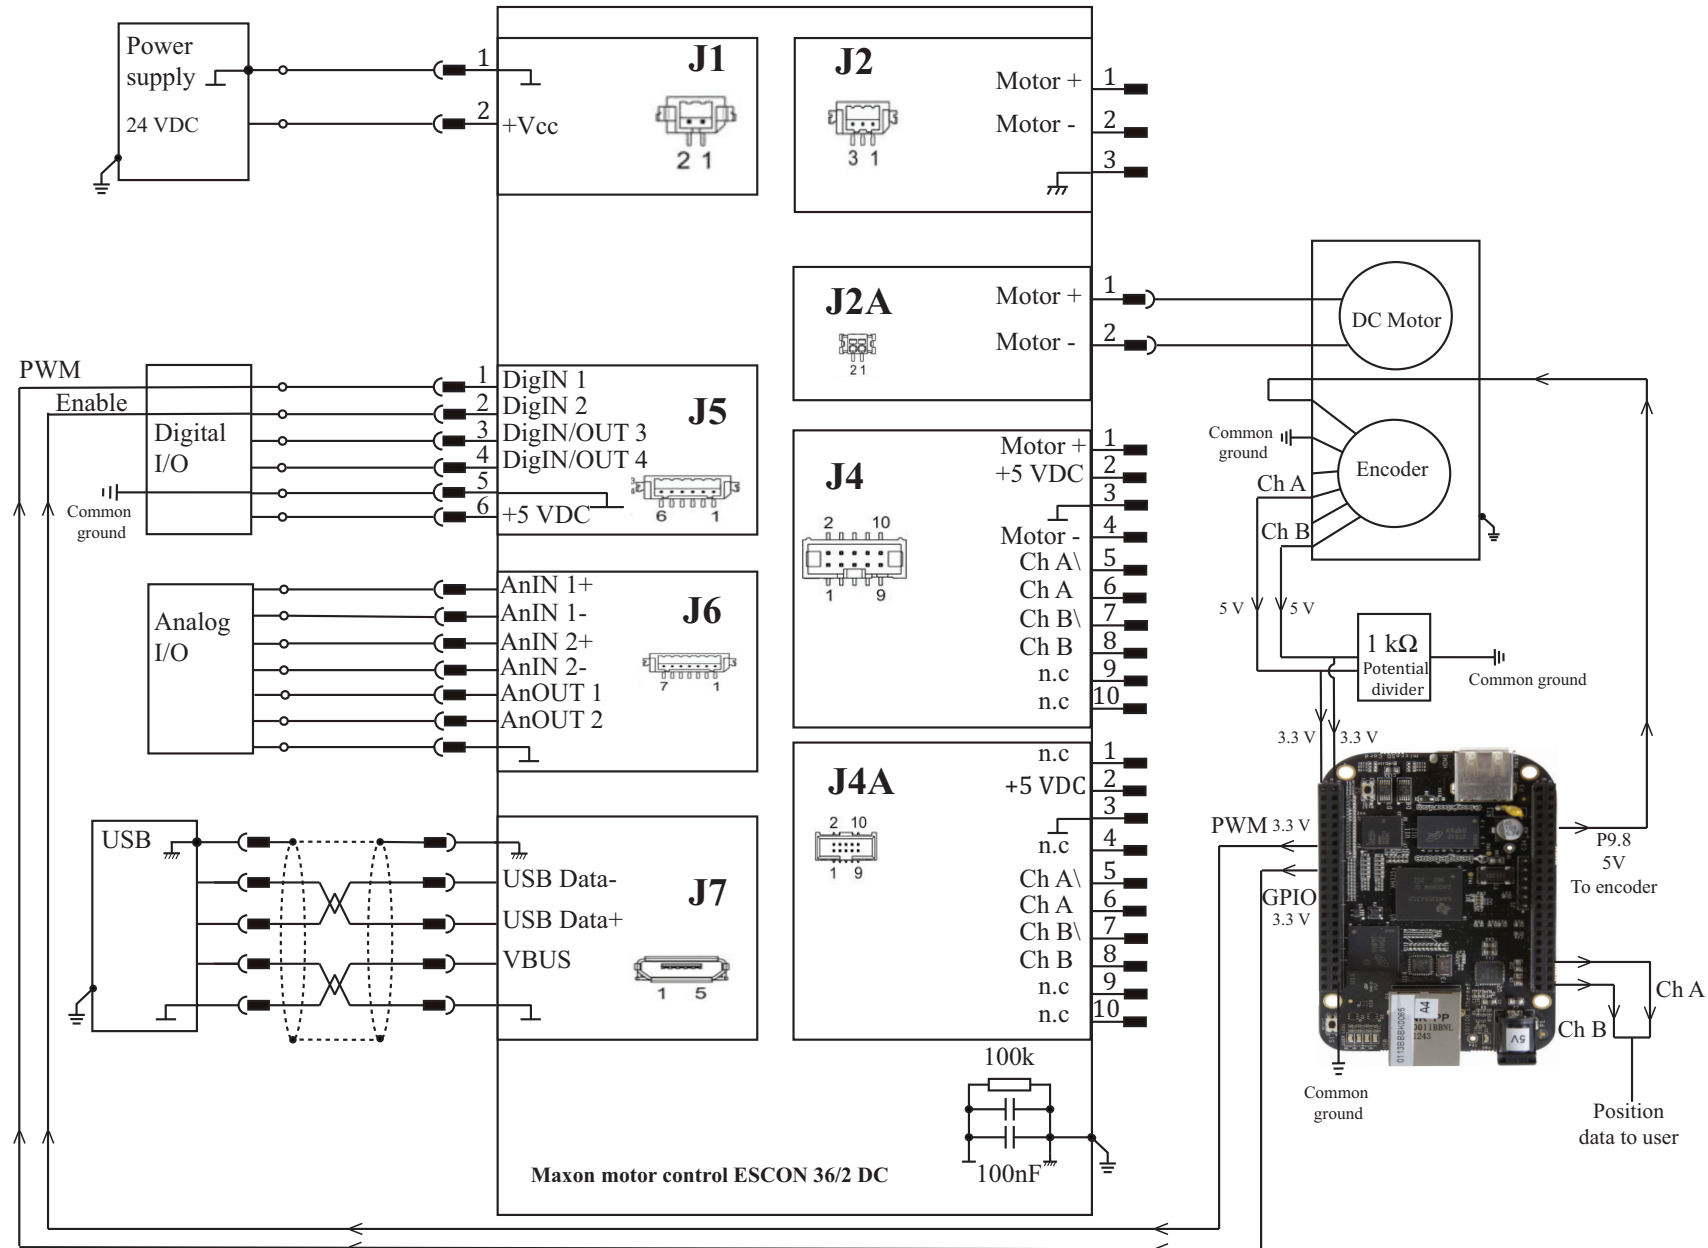 Power
supply
24 VDC
1
2
+Vcc
J1
2 1
J2
3 1
Motor +
1
Motor -
2
3
J2A
2 1
Motor +
1
Motor -
2
DC Motor
PWM
Enable
Digital
I/O
Common
ground
1
DigIN 1
2
DigIN 2
3
DigIN/OUT 3
4
DigIN/OUT 4
5
6
+5 VDC
J5
6 1
J4
2 10
1 9
Motor +
1
+5 VDC
2
3
Motor -
4
Ch A\
5
Ch A
6
Ch B\
7
Ch B
8
n.c
9
n.c
10
Common
ground
Encoder
Ch A
Ch B
5 V
5 V
1 kΩ
Potential
divider
Common ground
3.3 V
3.3 V
Analog
I/O
AnIN 1+
AnIN 1-
AnIN 2+
AnIN 2-
AnOUT 1
AnOUT 2
J6
7 1
J4A
2 10
1 9
n.c
1
+5 VDC
2
3
n.c
4
Ch A\
5
Ch A
6
Ch B\
7
Ch B
8
n.c
9
n.c
10
USB
USB Data-
USB Data+
VBUS
J7
1 5
PWM 3.3 V
GPIO
3.3 V
P9.8
5V
To encoder
Ch A
Ch B
A4
5V
Common
ground
Position
data to user
100k
100nF
Maxon motor control ESCON 36/2 DC